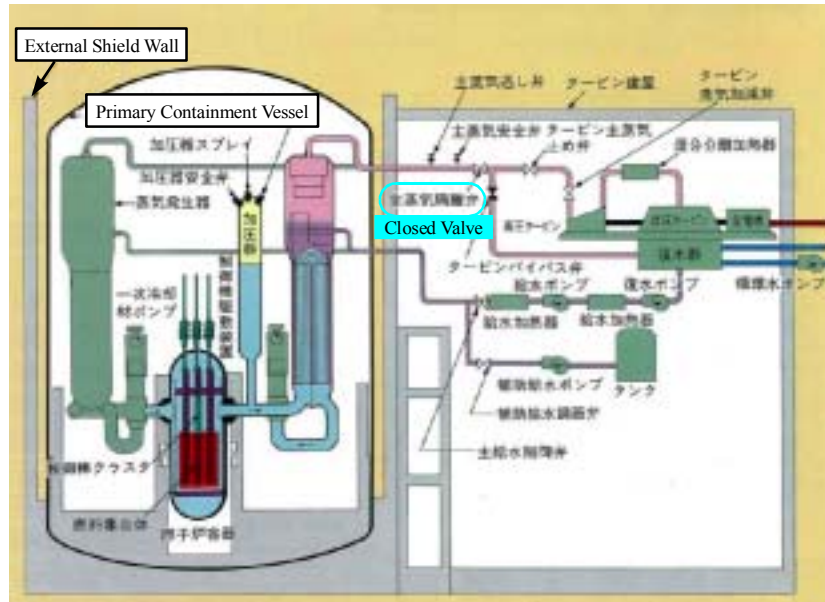 External Shield Wall
Primary Containment Vessel
加圧器スプレイ
加圧器安全弁
蒸気発生器
加圧器
制御棒駆動装置
一次冷却
材ポンプ
制御棒クラスタ
燃料集合体
原子炉容器
主蒸気逃し弁
タービン建屋
タービン
蒸気加減弁
主蒸気安全弁
タービン主蒸気
止め弁
湿分分離加熱器
主蒸気隔離弁
Closed Valve
高圧タービン
低圧タービン
発電機
復水器
タービンバイパス弁
給水ポンプ
復水ポンプ
循環水ポンプ
給水加熱器
給水加熱器
補助給水ポンプ
タンク
補助給水調節弁